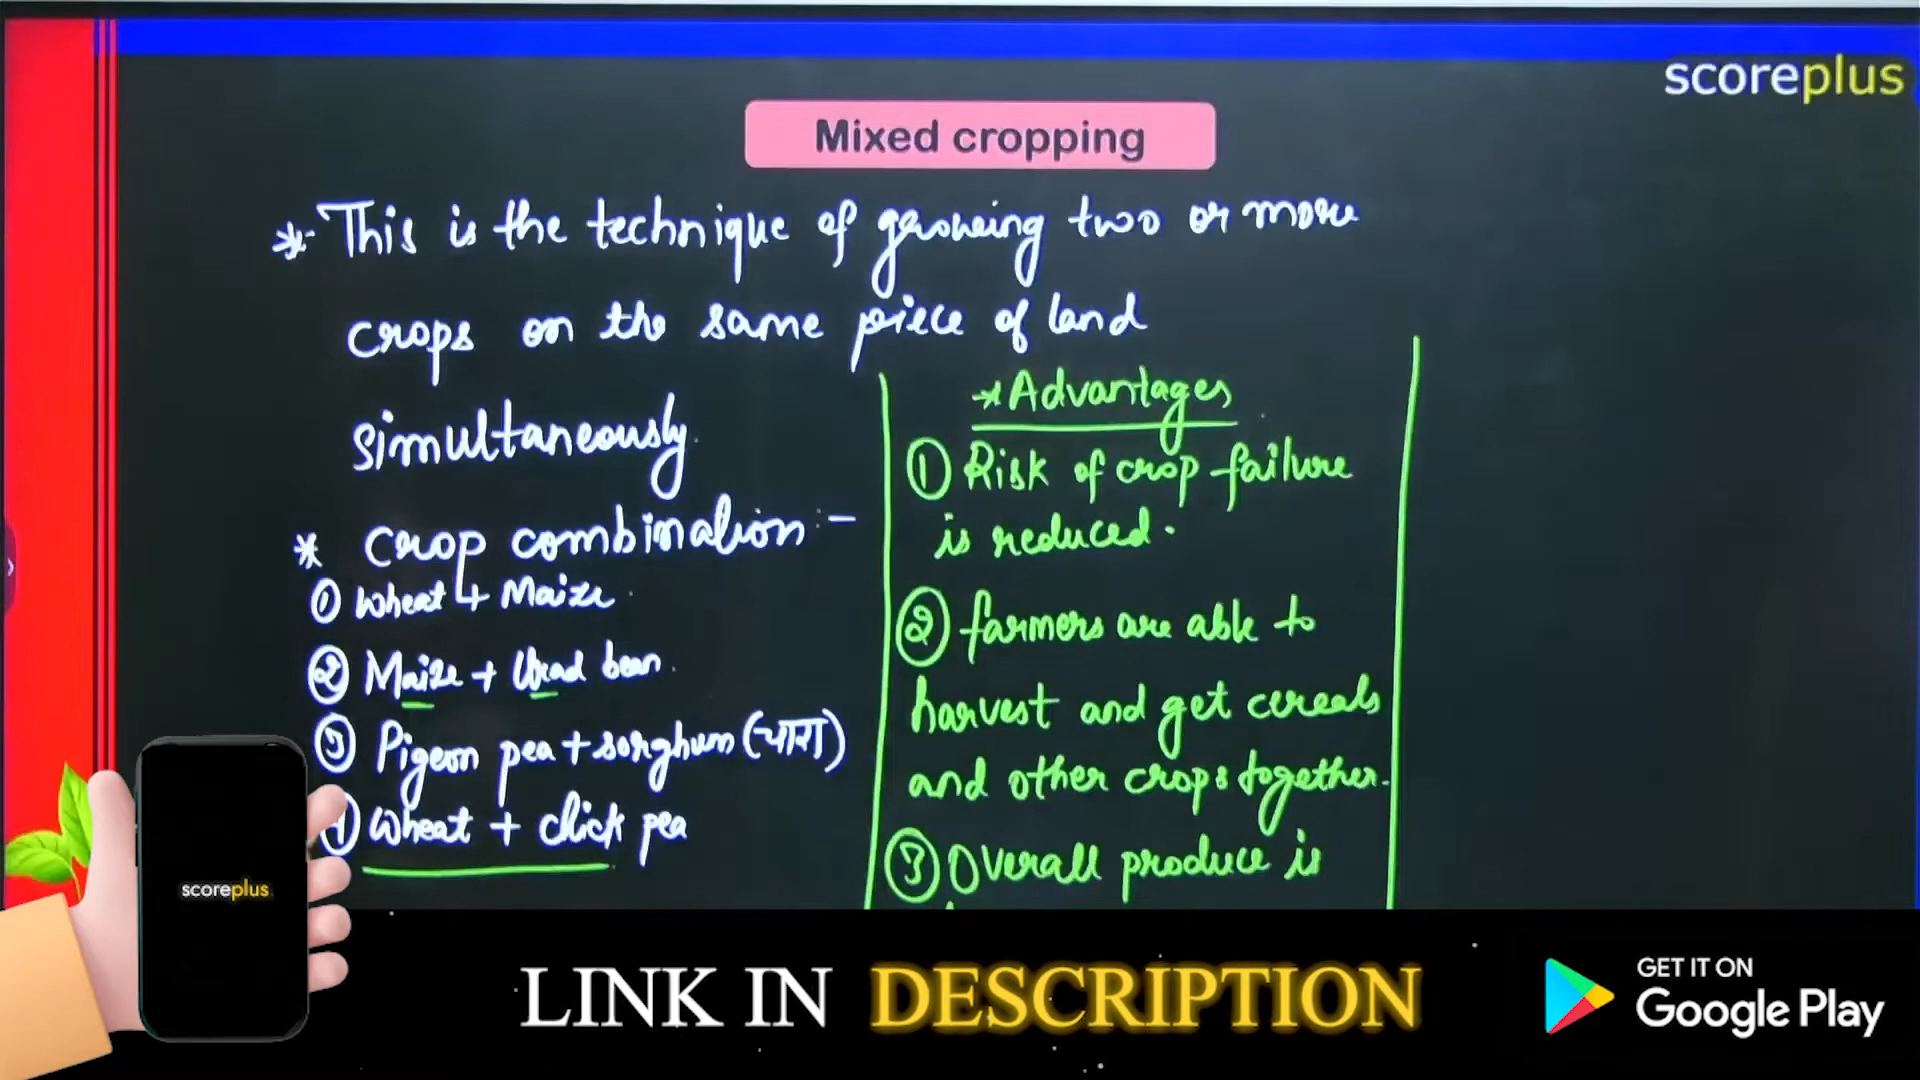 scoreplus
Mixed cropping
* This is the technique of growing two or more
crops on the same piece of land
simultaneously.
* Crop combination :-
① Wheat + Maize
② Maize + Urad bean.
③ Pigeon pea + sorghum (चारा)
④ Wheat + chick pea
* Advantages
① Risk of crop failure
is reduced.
② farmers are able to
harvest and get cereals
and other crops together.
③ Overall produce is
scoreplus
LINK IN DESCRIPTION
GET IT ON
Google Play